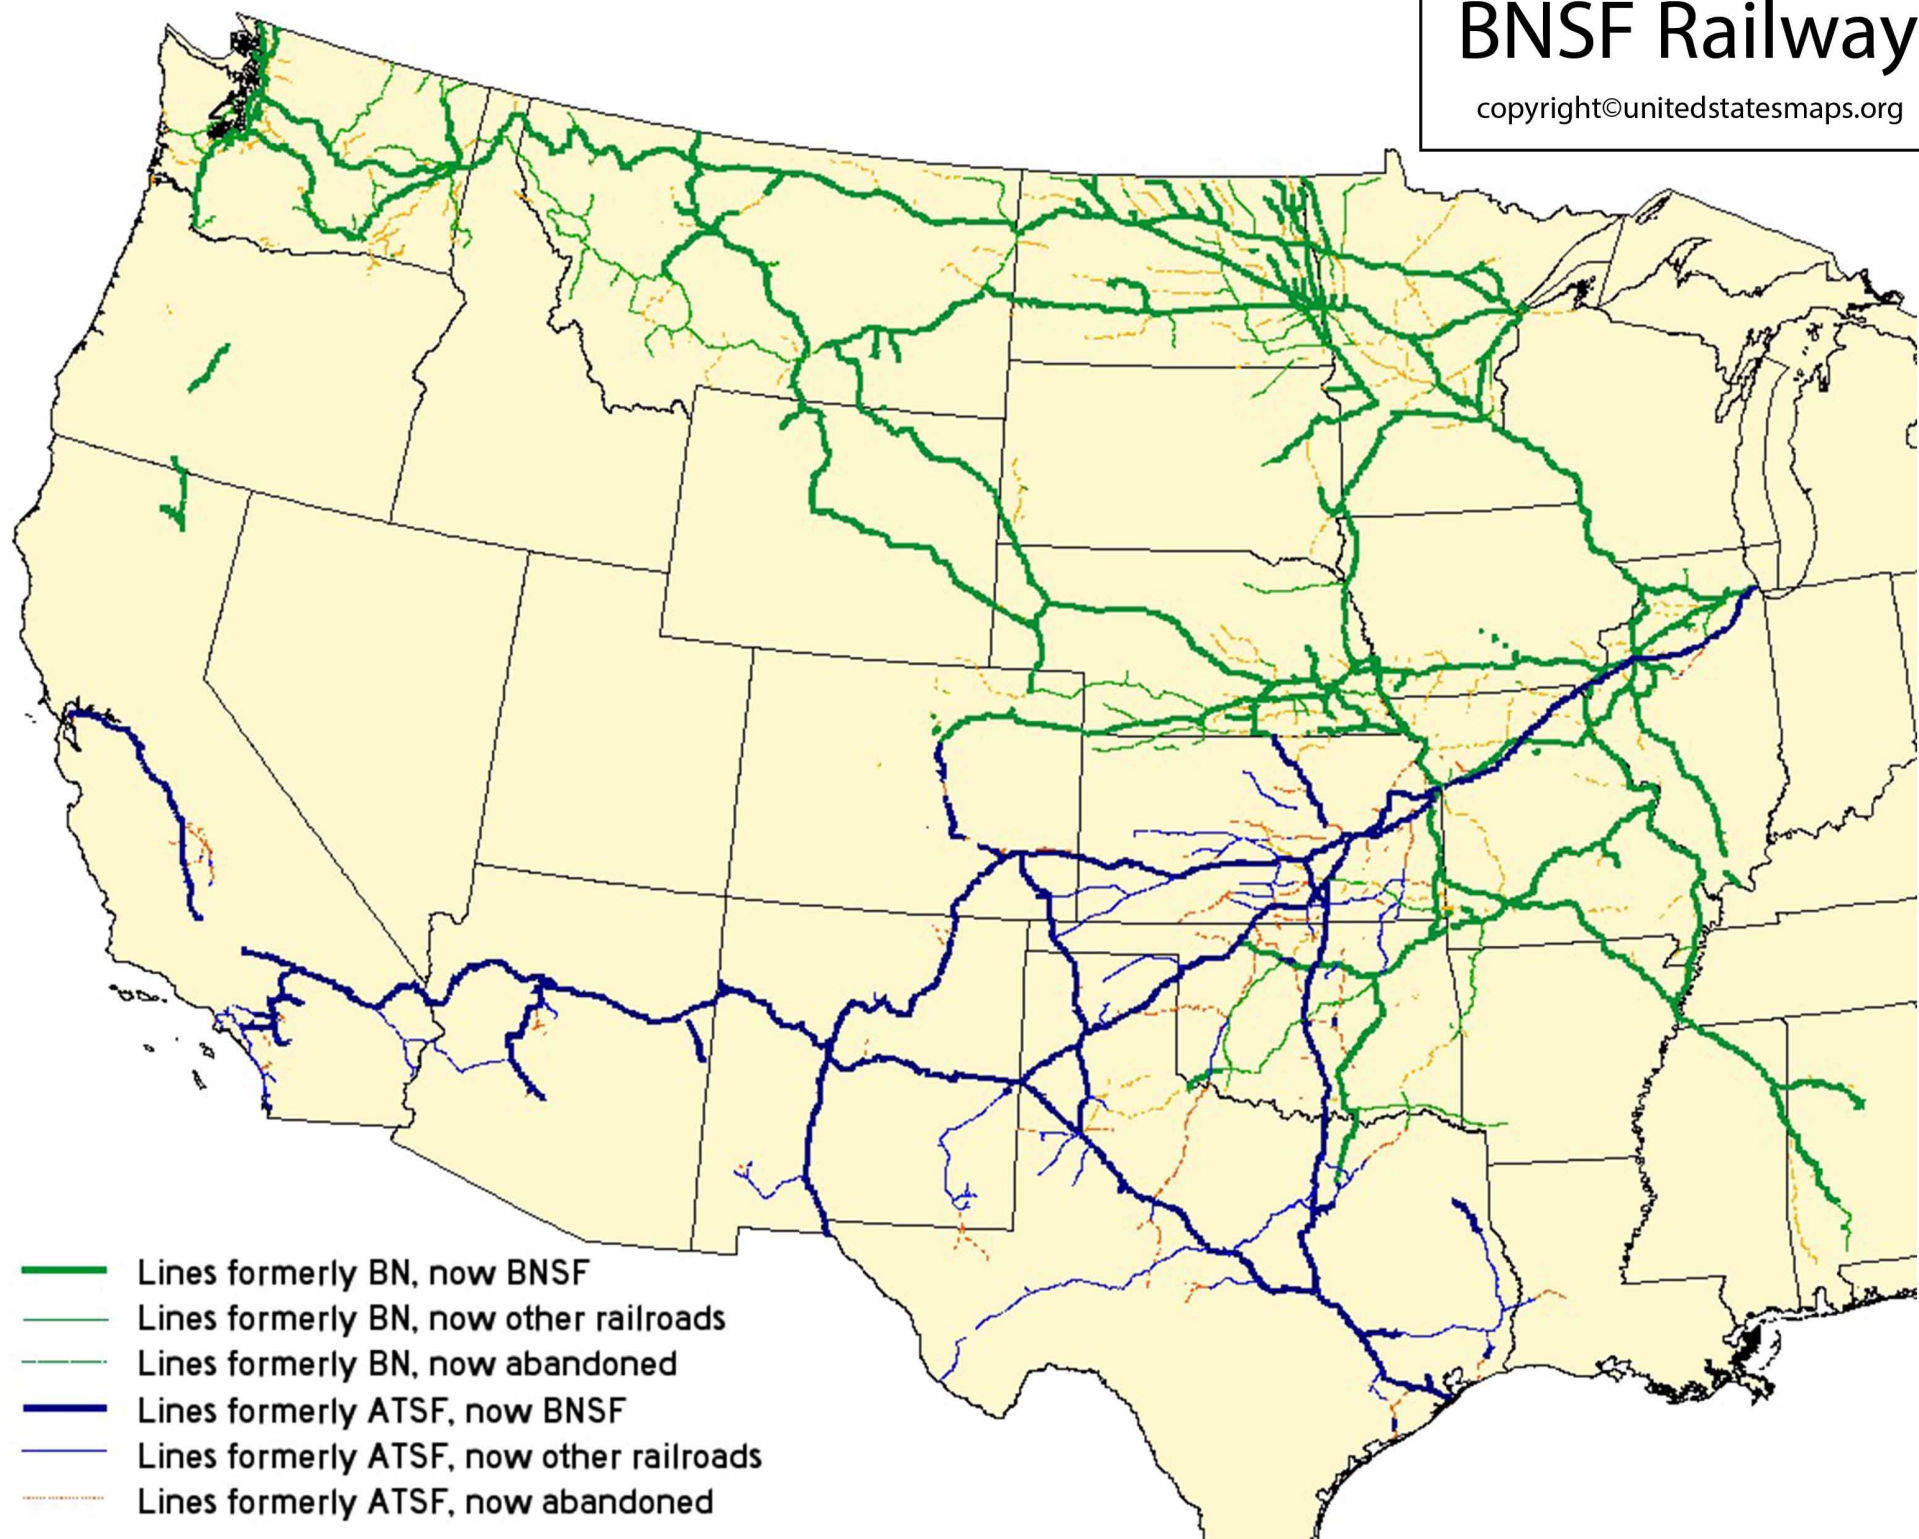 BNSF Railway
copyright©unitedstatesmaps.org
Lines formerly BN, now BNSF
Lines formerly BN, now other railroads
Lines formerly BN, now abandoned
Lines formerly ATSF, now BNSF
Lines formerly ATSF, now other railroads
Lines formerly ATSF, now abandoned